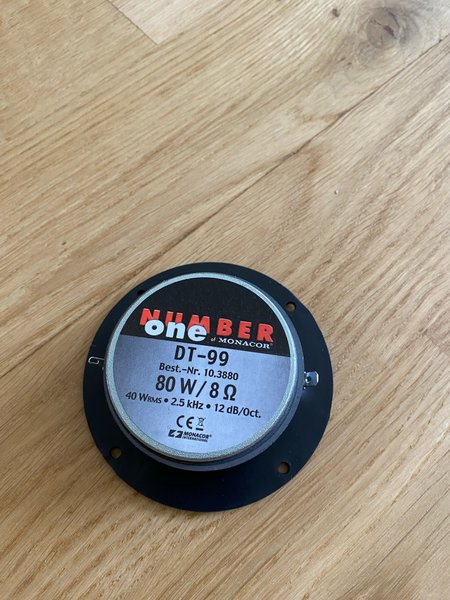 NUMBER
one of MONACOR®
DT-99
Best.-Nr. 10.3880
80 W / 8 Ω
40 WRMS • 2.5 kHz • 12 dB/Oct.
CE
MONACOR®
INTERNATIONAL